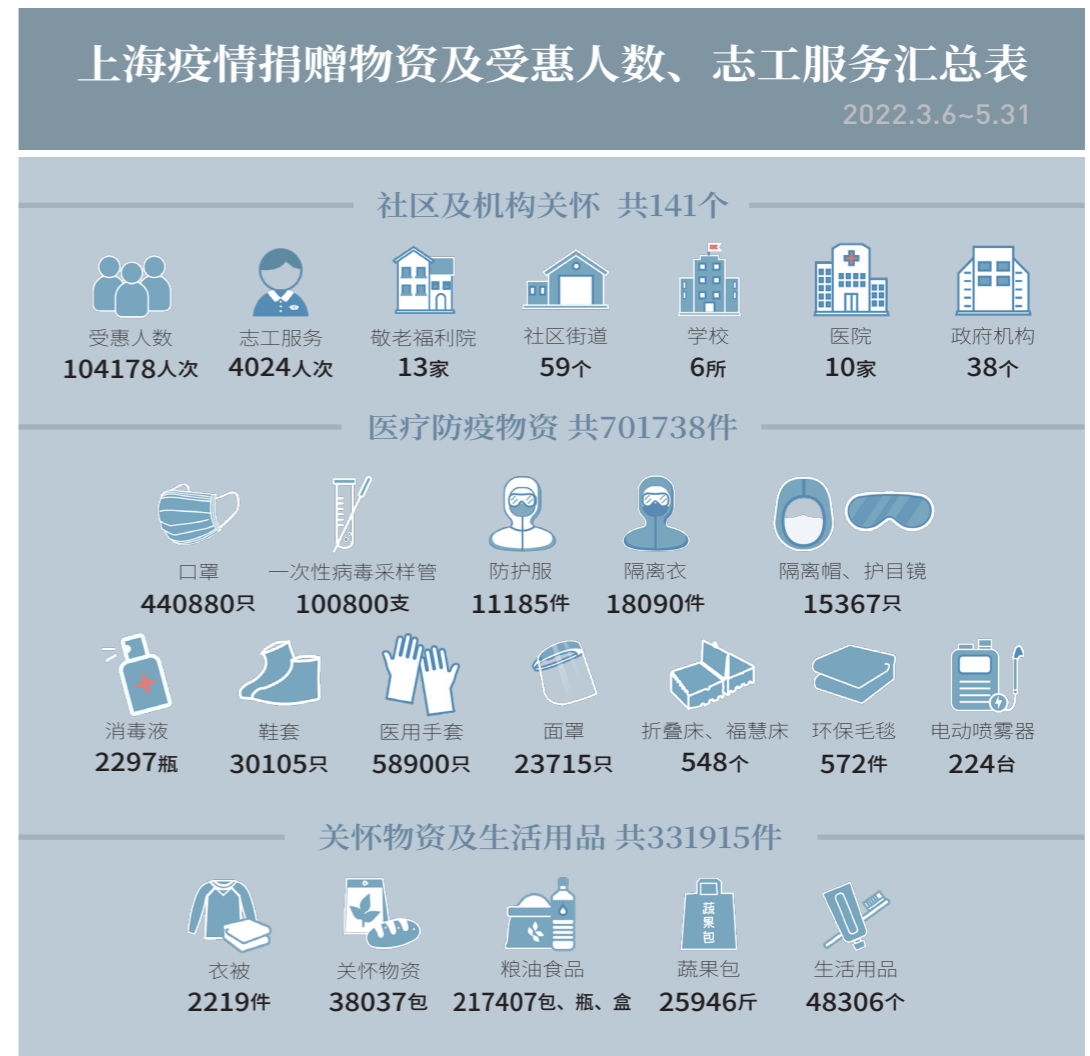 上海疫情捐赠物资及受惠人数、志工服务汇总表
2022.3.6~5.31
社区及机构关怀 共141个
受惠人数 志工服务 敬老福利院 社区街道 学校 医院 政府机构
104178人次 4024人次 13家 59个 6所 10家 38个
医疗防疫物资 共701738件
口罩 一次性病毒采样管 防护服 隔离衣 隔离帽、护目镜
440880只 100800支 11185件 18090件 15367只
消毒液 鞋套 医用手套 面罩 折叠床、福慧床 环保毛毯 电动喷雾器
2297瓶 30105只 58900只 23715只 548个 572件 224台
关怀物资及生活用品 共331915件
蔬果包
衣被 关怀物资 粮油食品 蔬果包 生活用品
2219件 38037包 217407包、瓶、盒 25946斤 48306个